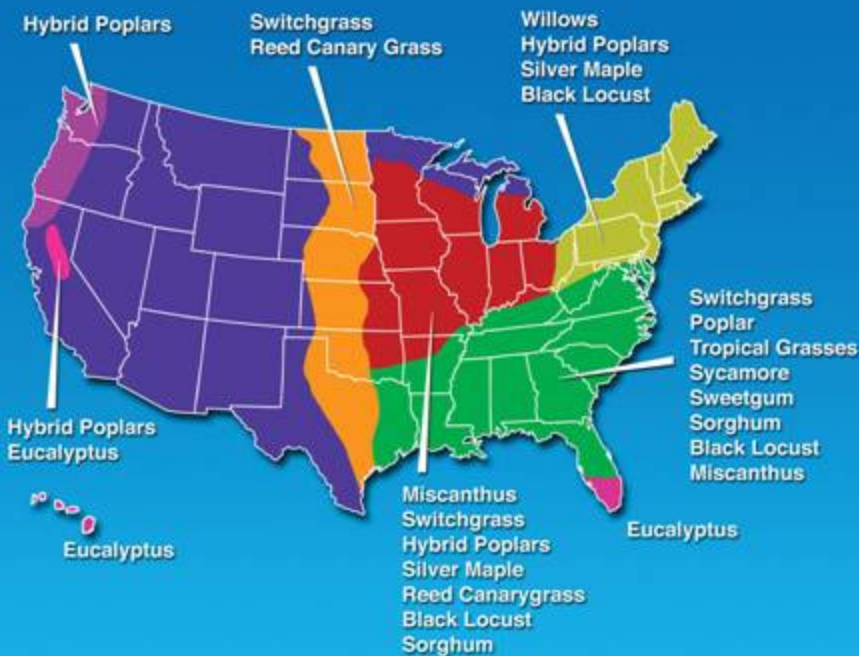 Hybrid Poplars
Switchgrass
Reed Canary Grass
Willows
Hybrid Poplars
Silver Maple
Black Locust
Switchgrass
Poplar
Tropical Grasses
Sycamore
Sweetgum
Sorghum
Black Locust
Miscanthus
Hybrid Poplars
Eucalyptus
Miscanthus
Switchgrass
Hybrid Poplars
Silver Maple
Reed Canarygrass
Black Locust
Sorghum
Eucalyptus
Eucalyptus